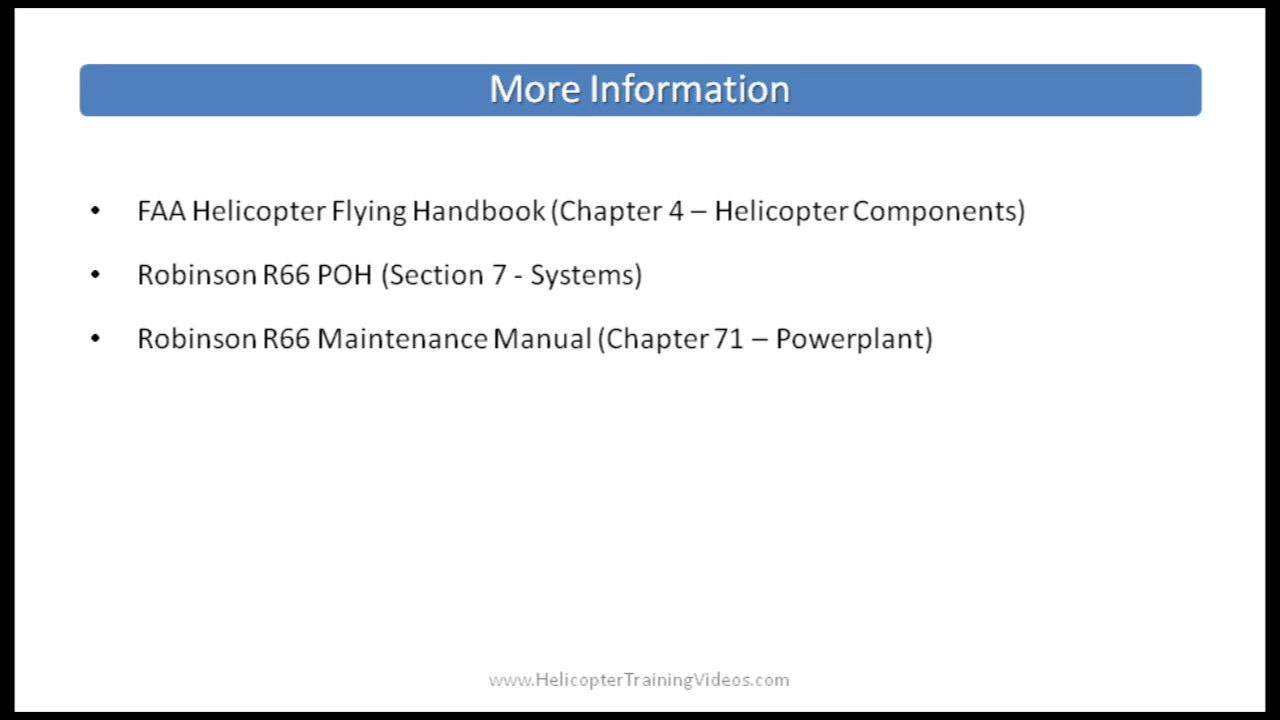 More Information
• FAA Helicopter Flying Handbook (Chapter 4 – Helicopter Components)
• Robinson R66 POH (Section 7 - Systems)
• Robinson R66 Maintenance Manual (Chapter 71 – Powerplant)
www.HelicopterTrainingVideos.com